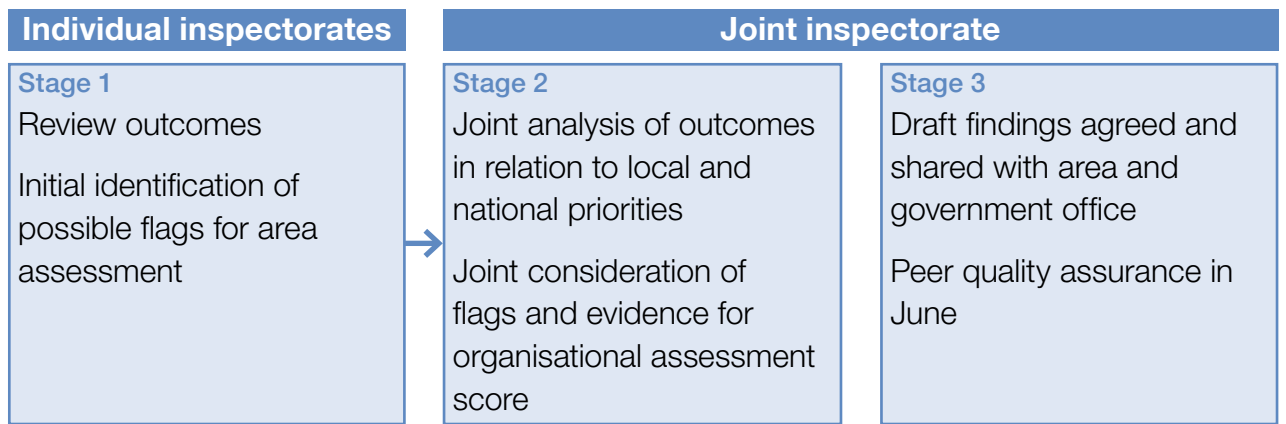 Individual inspectorates
Joint inspectorate
Stage 1
Review outcomes
Initial identification of
possible flags for area
assessment
Stage 2
Joint analysis of outcomes
in relation to local and
national priorities
Joint consideration of
flags and evidence for
organisational assessment
score
Stage 3
Draft findings agreed and
shared with area and
government office
Peer quality assurance in
June